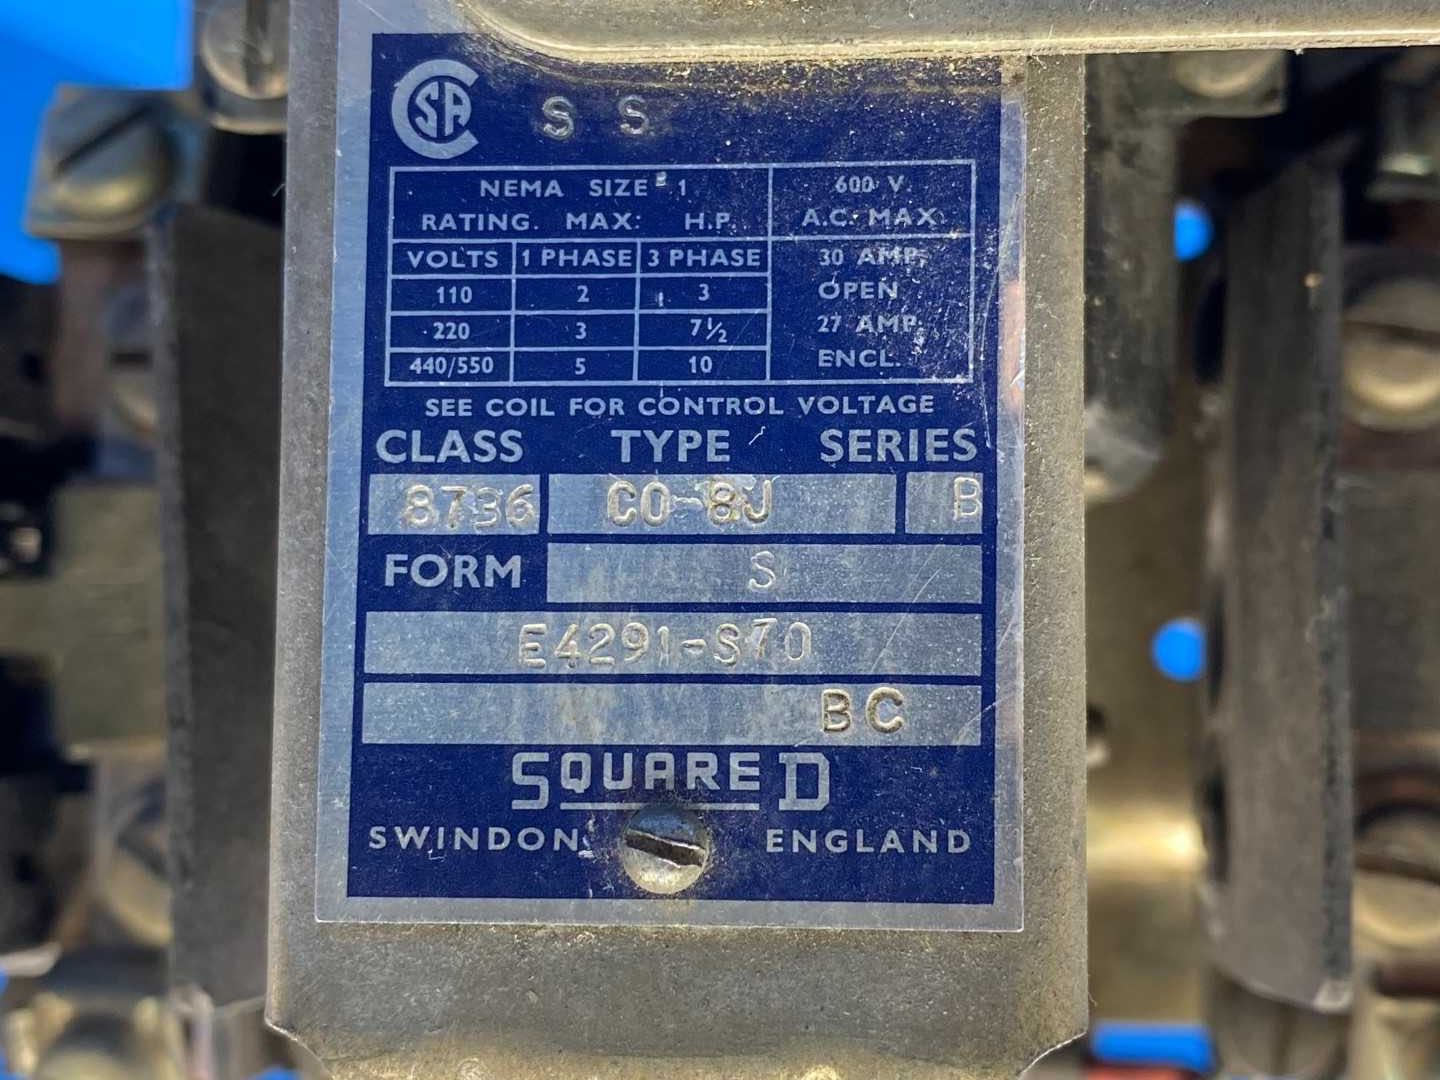 CSA S S
NEMA SIZE 1 600 V.
RATING. MAX: H.P. A.C. MAX.
VOLTS 1 PHASE 3 PHASE 30 AMP.
110 2 3 OPEN
220 3 7½ 27 AMP.
440/550 5 10 ENCL.
SEE COIL FOR CONTROL VOLTAGE
CLASS TYPE SERIES
8736 CO-8J B
FORM S
E4291-S70
BC
SQUARE D
SWINDON, ENGLAND